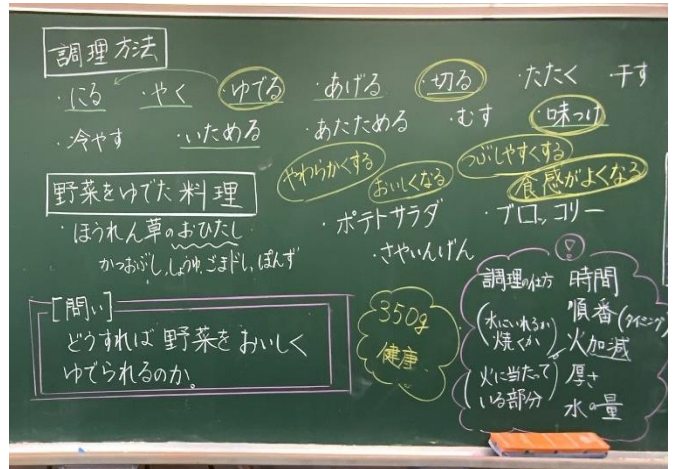 調理方法
・にる ・やく ・ゆでる ・あげる ・切る ・たたく ・干す
・冷やす ・いためる ・あたためる ・むす ・味つけ
やわらかくする おいしくなる つぶしやすくする 食感がよくなる
野菜をゆでた料理
・ほうれん草のおひたし ・ポテトサラダ ・ブロッコリー
かつおぶし、しょうゆ、ごまドレ、ぽんず ・さやいんげん
[問い]
どうすれば野菜をおいしく
ゆでられるのか。
350g
健康
調理の仕方 時間
(水にいれるか 順番(タイミング)
焼くか) 火加減
(火に当たって 厚さ
いる部分) 水の量